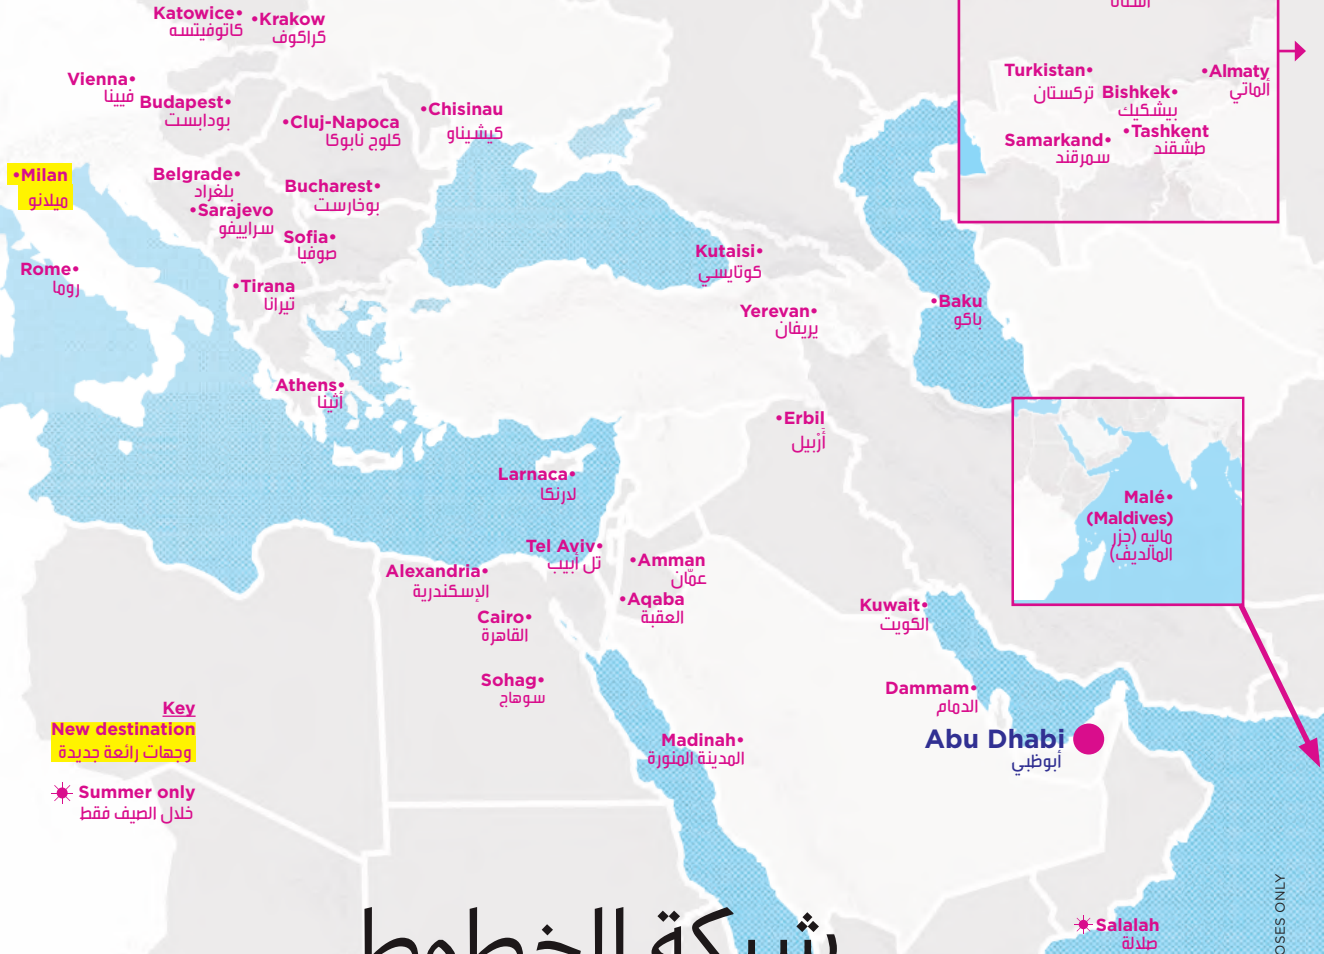 Katowice
كاتوفيتسه
Krakow
كراكوف
Vienna
فيينا
Budapest
بودابست
Cluj-Napoca
كلوج نابوكا
Chisinau
كيشيناو
Milan
ميلانو
Belgrade
بلغراد
Sarajevo
سراييفو
Bucharest
بوخارست
Sofia
صوفيا
Rome
روما
Tirana
تيرانا
Athens
أثينا
Kutaisi
كوتايسي
Yerevan
يريفان
Baku
باكو
Turkistan
تركستان
Bishkek
بيشكيك
Almaty
ألماتي
Samarkand
سمرقند
Tashkent
طشقند
Erbil
أربيل
Larnaca
لارنكا
Malé
(Maldives)
ماليه (جزر
المالديف)
Tel Aviv
تل أبيب
Amman
عمّان
Alexandria
الإسكندرية
Aqaba
العقبة
Cairo
القاهرة
Kuwait
الكويت
Sohag
سوهاج
Dammam
الدمام
Madinah
المدينة المنورة
Abu Dhabi
أبوظبي
Key
New destination
وجهات رائعة جديدة
Summer only
خلال الصيف فقط
Salalah
صلالة
شبكة الخطوط
ONLY